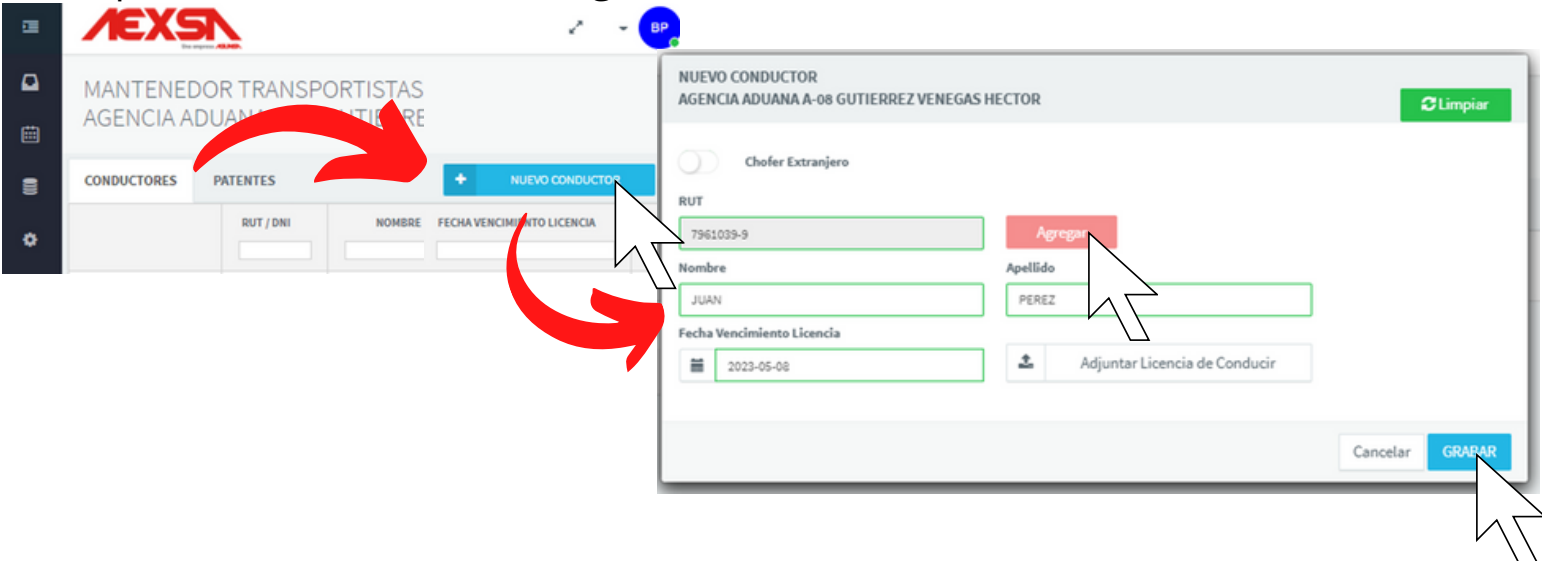 AEXSA
BP
MANTENEDOR TRANSPORTISTAS
AGENCIA
CONDUCTORES PATENTES + NUEVO CONDUCTOR
RUT / DNI NOMBRE FECHA VENCIMIENTO LICENCIA
NUEVO CONDUCTOR
AGENCIA ADUANA A-08 GUTIERREZ VENEGAS HECTOR
Limpiar
Chofer Extranjero
RUT
7961039-9 Agregar
Nombre Apellido
JUAN PEREZ
Fecha Vencimiento Licencia
2023-05-08 Adjuntar Licencia de Conducir
Cancelar GRABAR